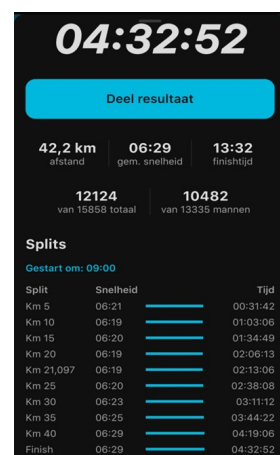 04:32:52
Deel resultaat
42,2 km 06:29 13:32
afstand gem. snelheid finishtijd
12124 10482
van 15858 totaal van 13335 mannen
Splits
Gestart om: 09:00
Split Snelheid Tijd
Km 5 06:21 00:31:42
Km 10 06:19 01:03:06
Km 15 06:20 01:34:49
Km 20 06:19 02:06:13
Km 21,097 06:19 02:13:06
Km 25 06:20 02:38:08
Km 30 06:23 03:11:12
Km 35 06:25 03:44:22
Km 40 06:29 04:19:06
Finish 06:29 04:32:52